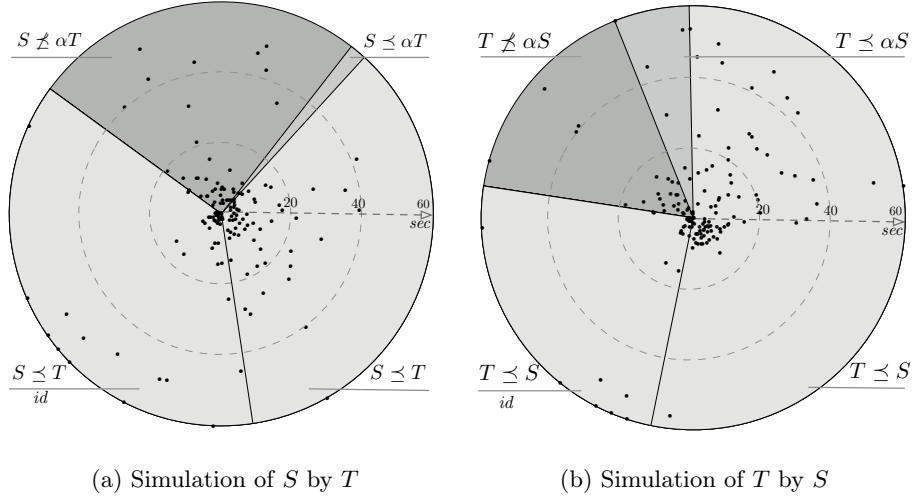 S ⪯̸ αT
S ⪯ αT
20
40
60
sec
S ⪯ T
id
S ⪯ T
(a) Simulation of S by T
T ⪯̸ αS
T ⪯ αS
20
40
60
sec
T ⪯ S
id
T ⪯ S
(b) Simulation of T by S